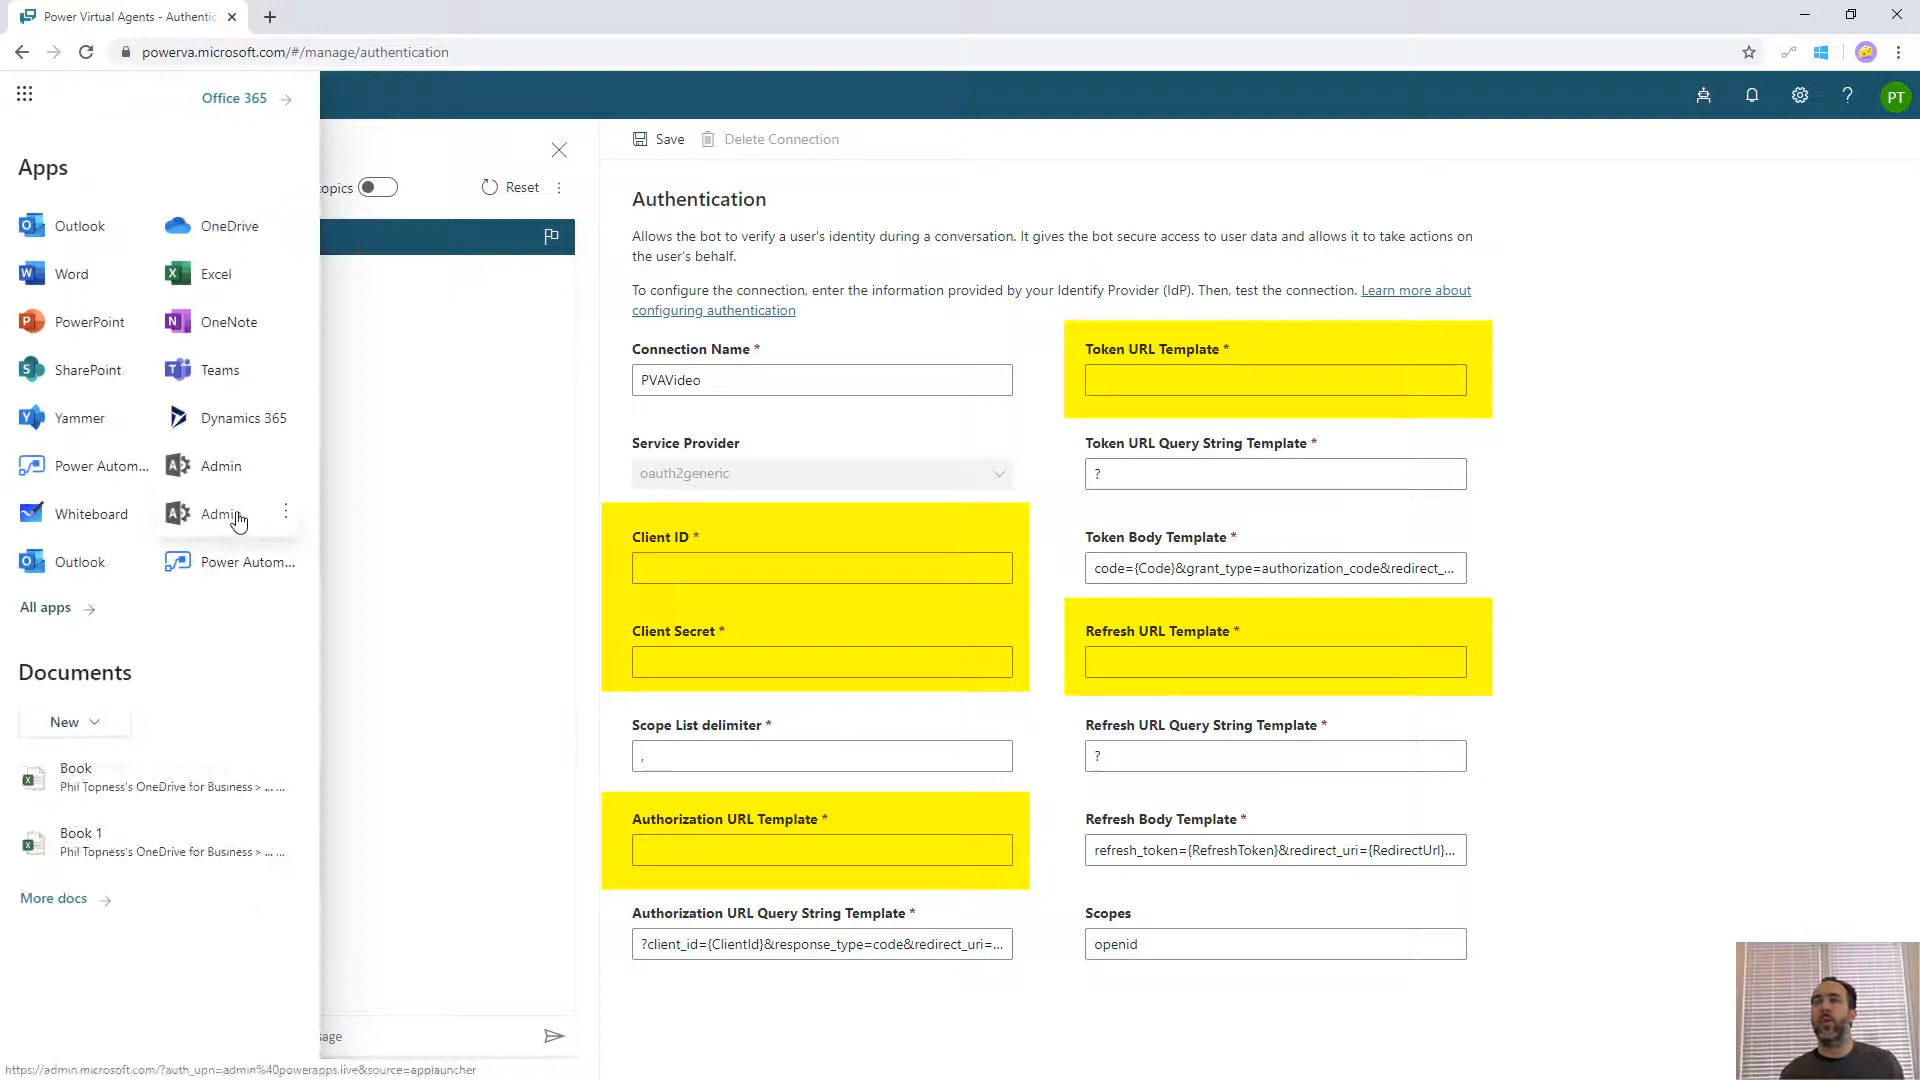 Power Virtual Agents - Authentic
powerva.microsoft.com/#/manage/authentication
Office 365
PT
Apps
Outlook
OneDrive
Word
Excel
PowerPoint
OneNote
SharePoint
Teams
Yammer
Dynamics 365
Power Autom...
Admin
Whiteboard
Admin
Outlook
Power Autom...
All apps
Documents
New
Book
Phil Topness's OneDrive for Business > ... ...
Book 1
Phil Topness's OneDrive for Business > ... ...
More docs
https://admin.microsoft.com/?auth_upn=admin%40powerapps.live&source=applauncher
opics
Reset
sage
Save
Delete Connection
Authentication
Allows the bot to verify a user's identity during a conversation. It gives the bot secure access to user data and allows it to take actions on
the user's behalf.
To configure the connection, enter the information provided by your Identify Provider (IdP). Then, test the connection. Learn more about
configuring authentication
Connection Name *
PVAVideo
Service Provider
oauth2generic
Client ID *
Client Secret *
Scope List delimiter *
,
Authorization URL Template *
Authorization URL Query String Template *
?client_id={ClientId}&response_type=code&redirect_uri=...
Token URL Template *
Token URL Query String Template *
?
Token Body Template *
code={Code}&grant_type=authorization_code&redirect_...
Refresh URL Template *
Refresh URL Query String Template *
?
Refresh Body Template *
refresh_token={RefreshToken}&redirect_uri={RedirectUrl}...
Scopes
openid